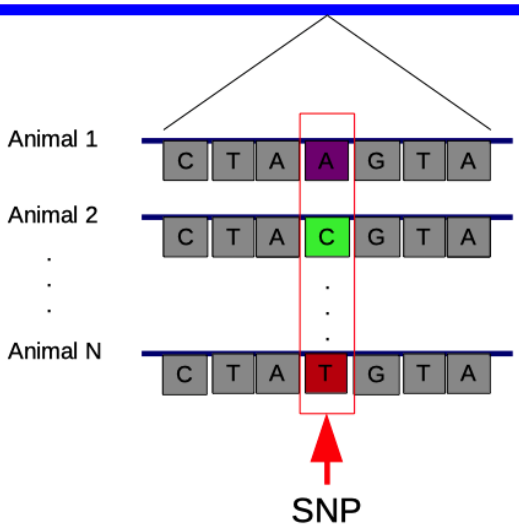 Animal 1
C T A A G T A
Animal 2
C T A C G T A
Animal N
C T A T G T A
SNP